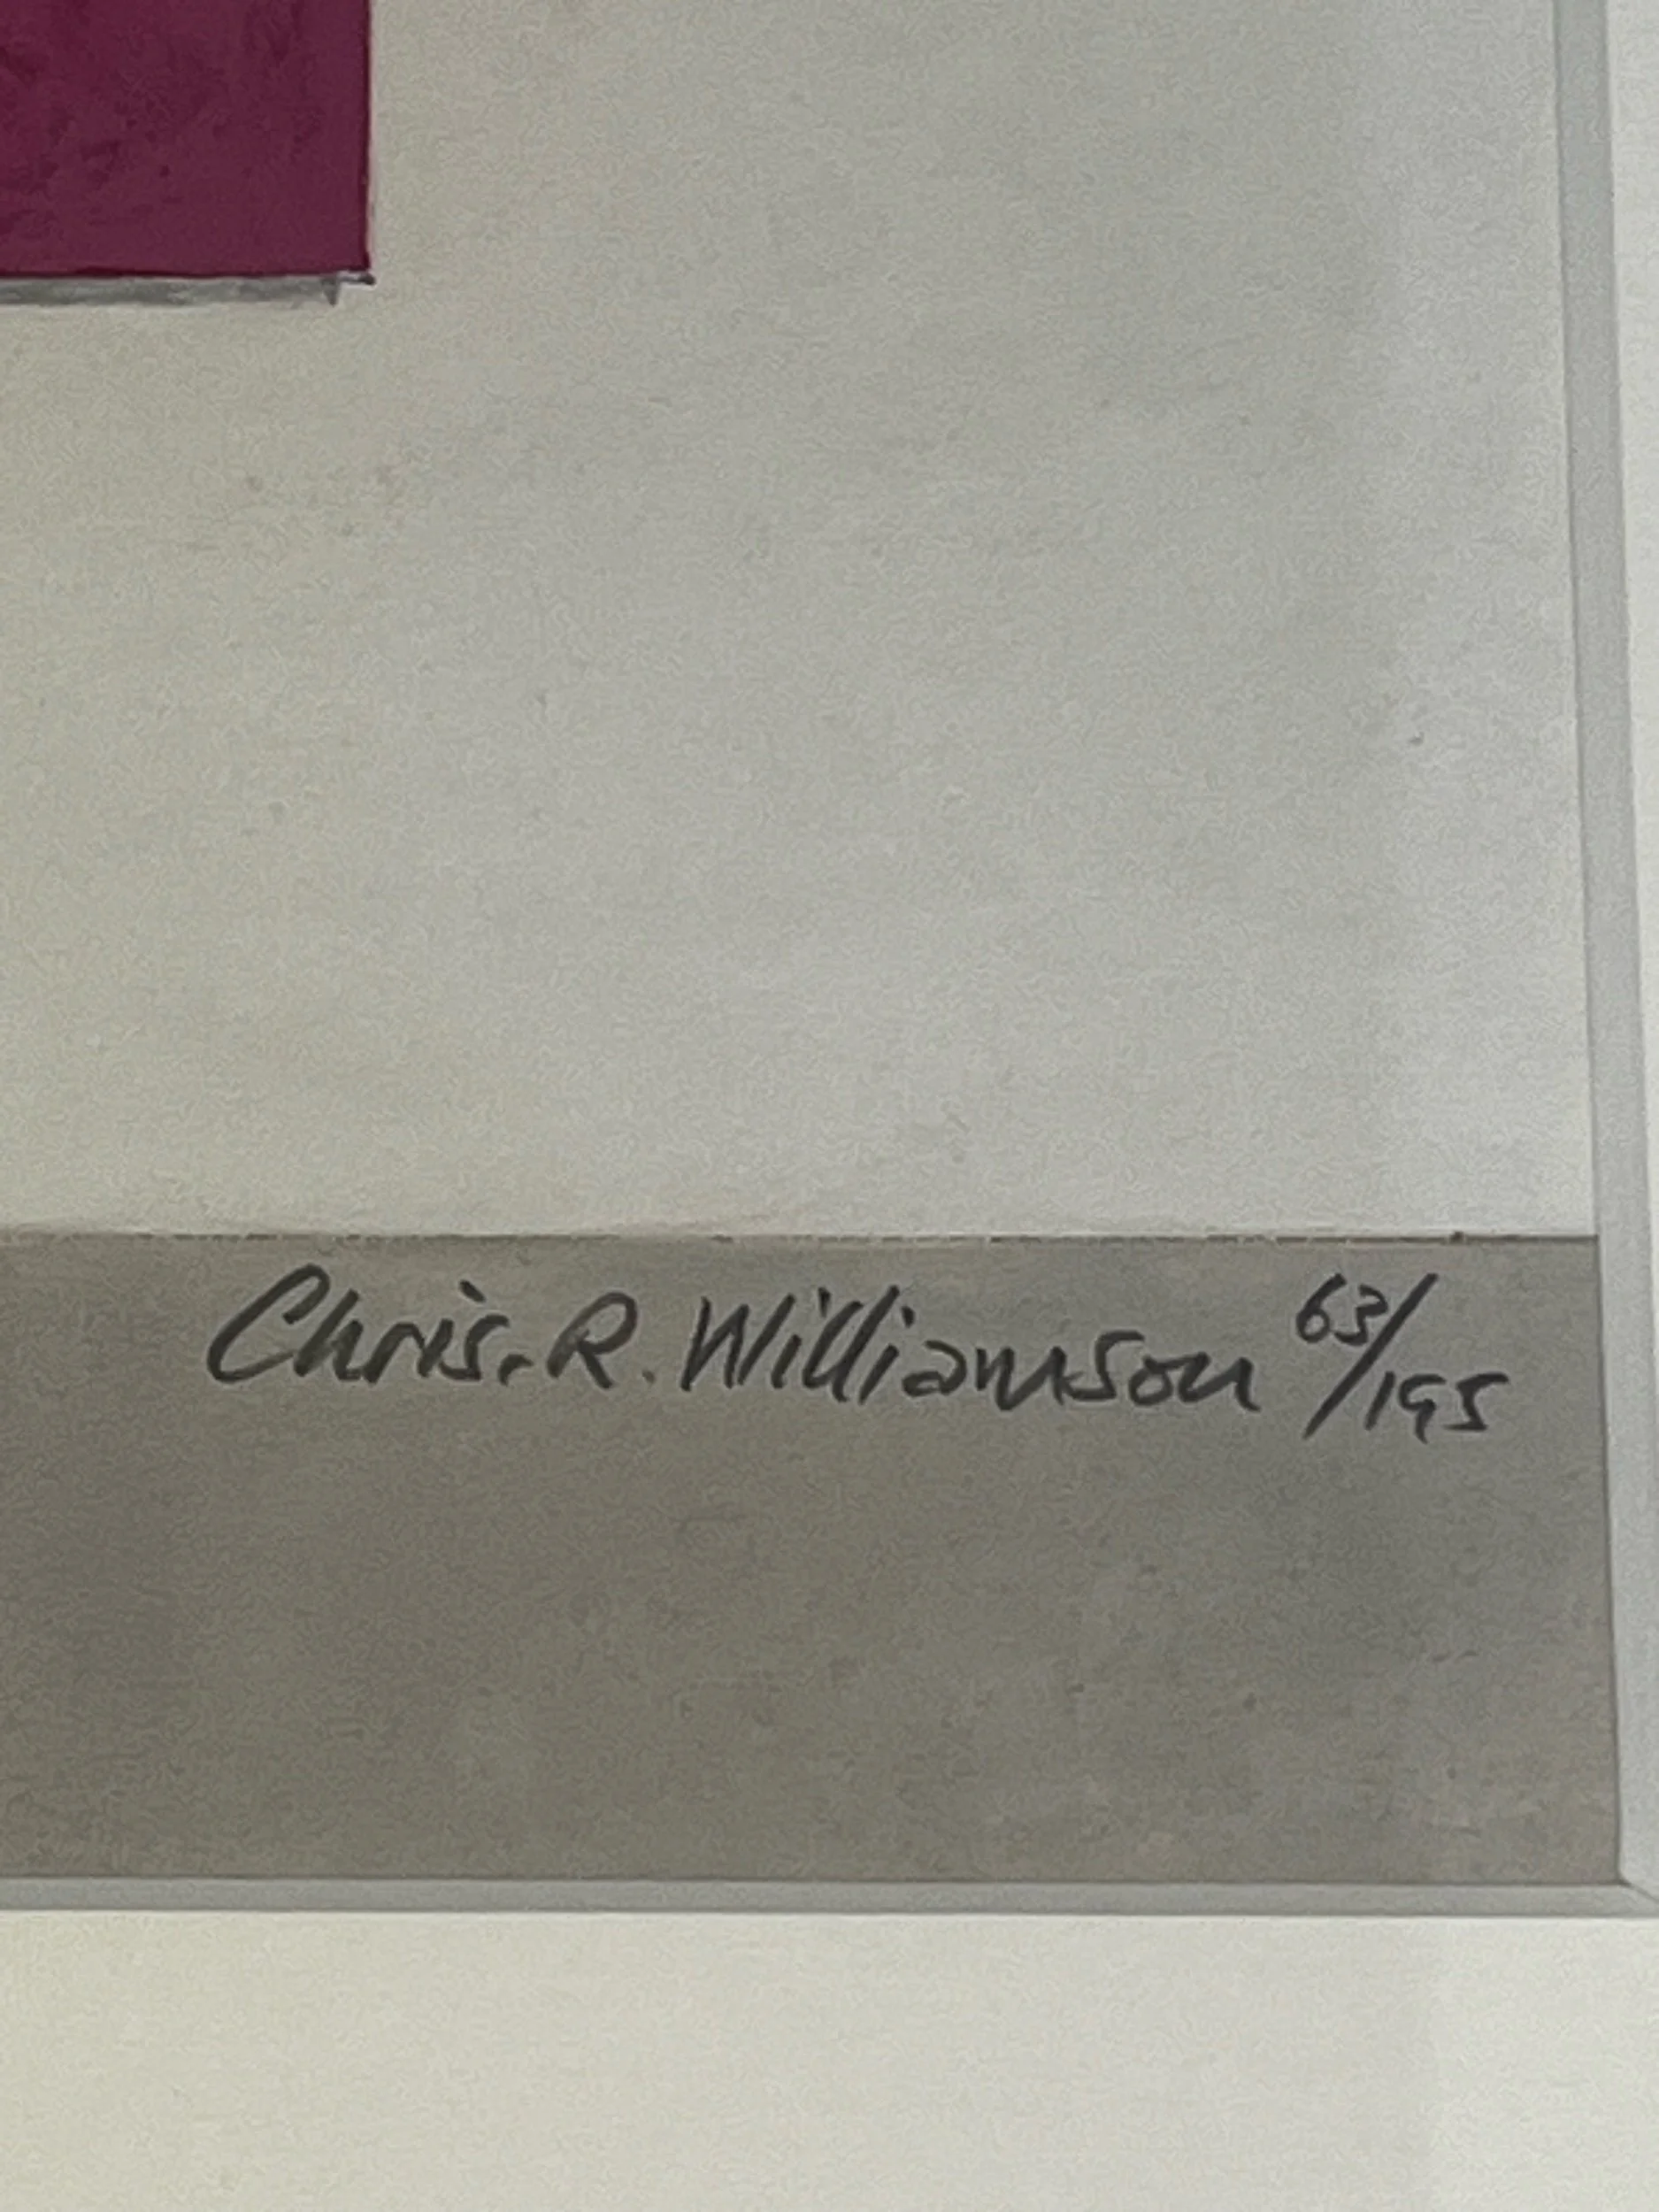 Chris. R. Williamson 63/195